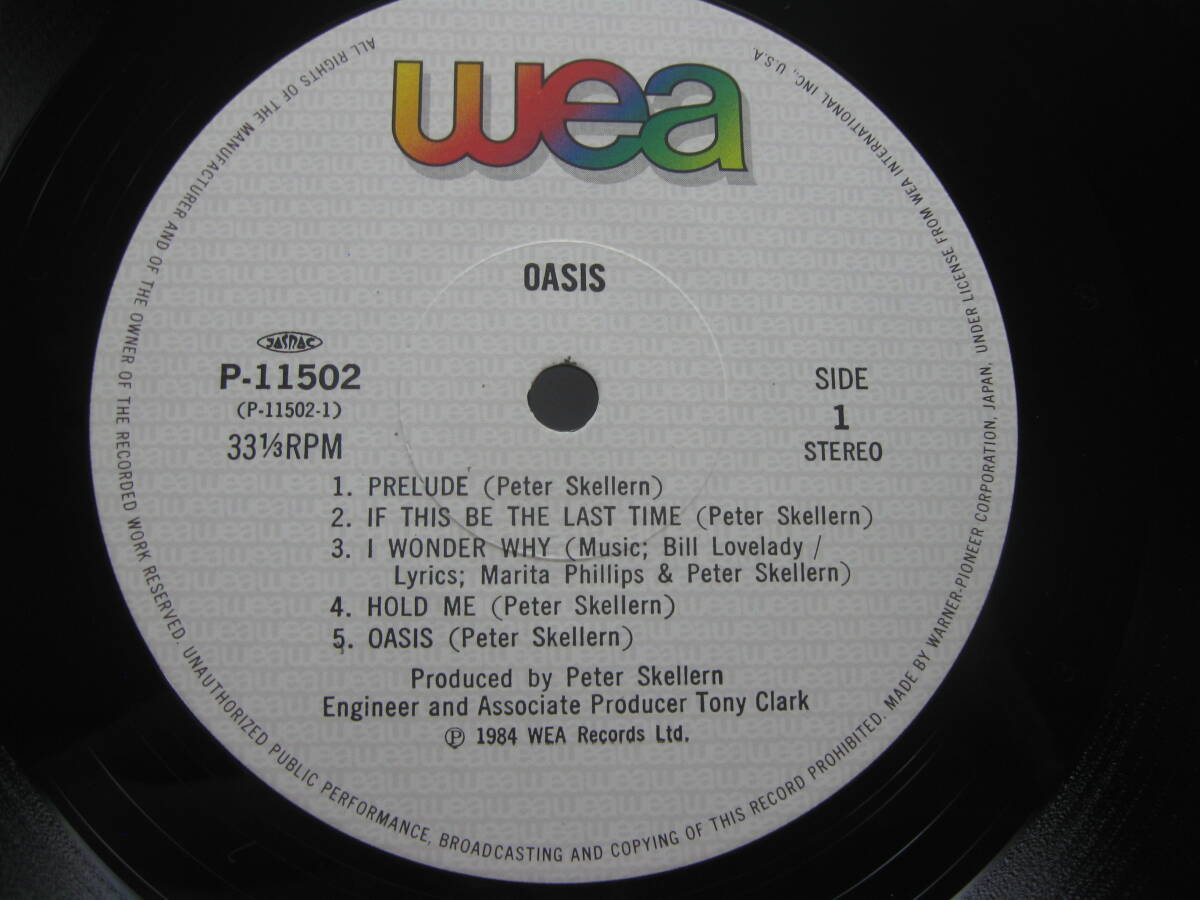 wea
OASIS
JASRAC
P-11502
(P-11502-1)
33⅓RPM
SIDE
1
STEREO
1. PRELUDE (Peter Skellern)
2. IF THIS BE THE LAST TIME (Peter Skellern)
3. I WONDER WHY (Music; Bill Lovelady /
Lyrics; Marita Phillips & Peter Skellern)
4. HOLD ME (Peter Skellern)
5. OASIS (Peter Skellern)
Produced by Peter Skellern
Engineer and Associate Producer Tony Clark
℗ 1984 WEA Records Ltd.
ALL RIGHTS OF THE MANUFACTURER AND OF THE OWNER OF THE RECORDED WORK RESERVED. UNAUTHORIZED PUBLIC PERFORMANCE, BROADCASTING AND COPYING OF THIS RECORD PROHIBITED. MADE BY WARNER-PIONEER CORPORATION, JAPAN, UNDER LICENSE FROM WEA INTERNATIONAL INC., U.S.A.